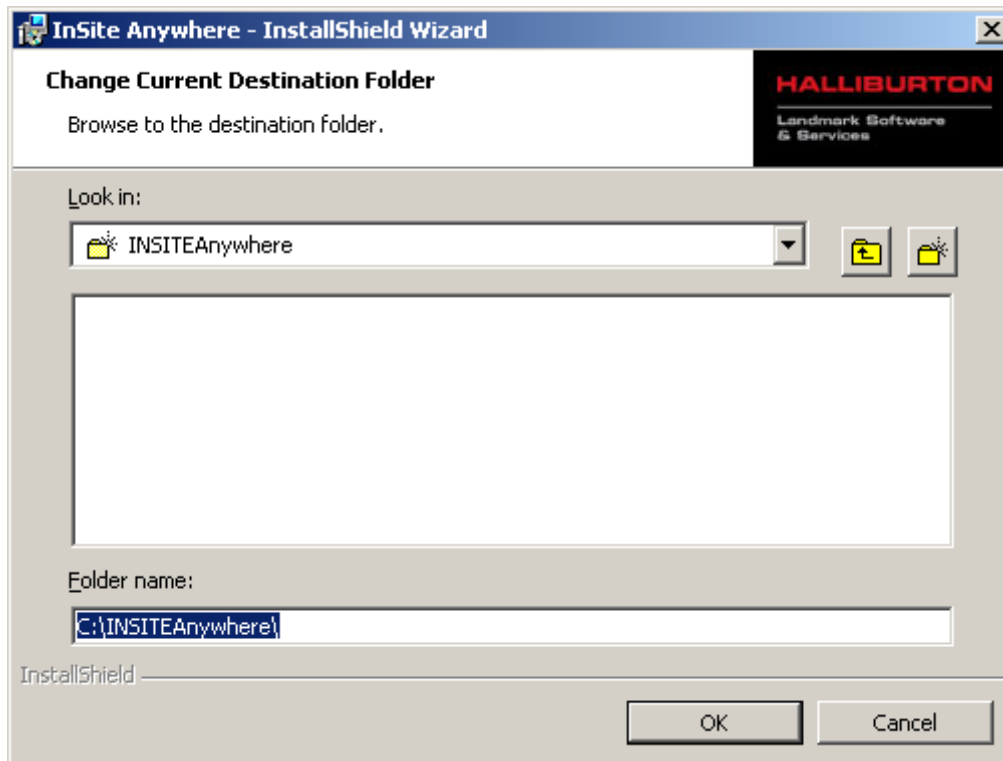 InSite Anywhere - InstallShield Wizard
Change Current Destination Folder
Browse to the destination folder.
HALLIBURTON
Landmark Software
& Services
Look in:
INSITEAnywhere
Folder name:
C:\INSITEAnywhere\
InstallShield
OK
Cancel